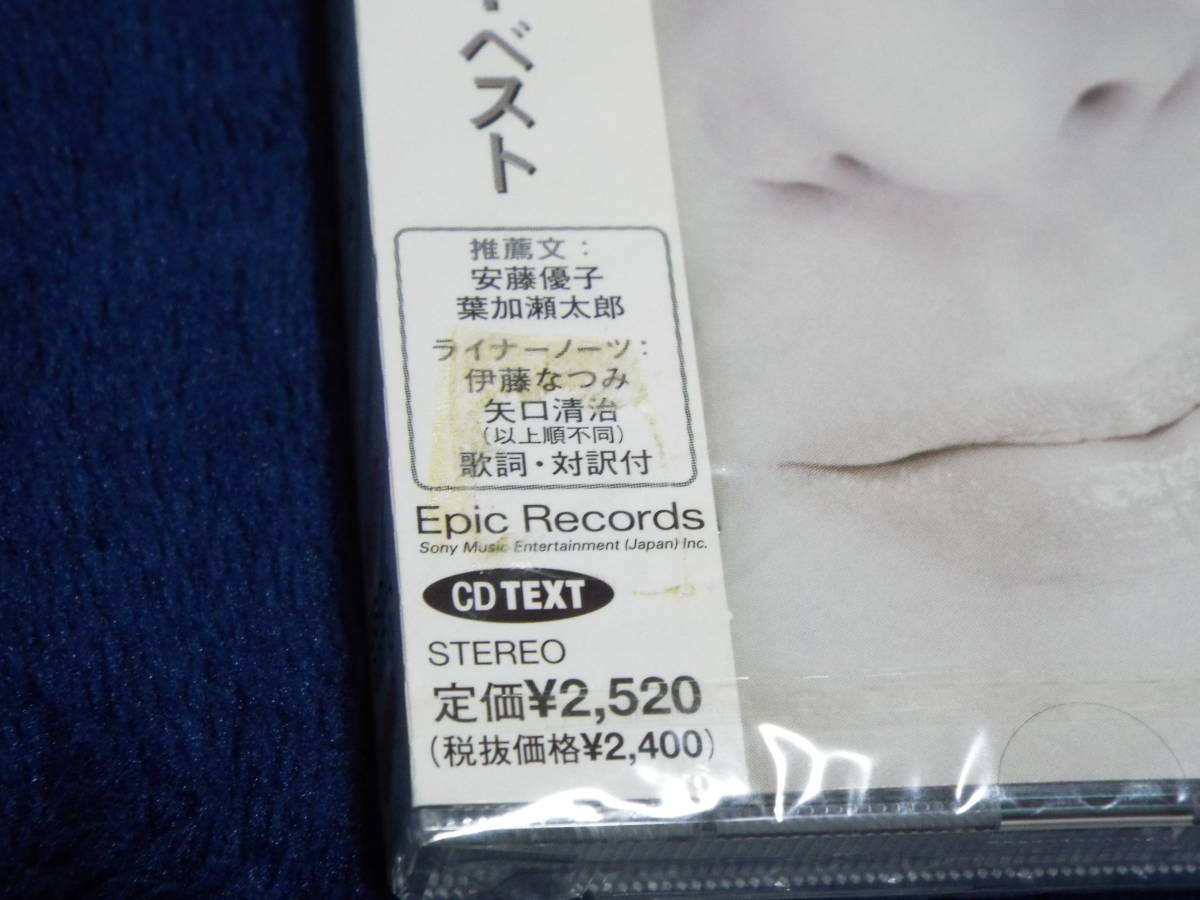 ベスト
推薦文：
安藤優子
葉加瀬太郎
ライナーノーツ：
伊藤なつみ
矢口清治
（以上順不同）
歌詞・対訳付
Epic Records
Sony Music Entertainment (Japan) Inc.
CD TEXT
STEREO
定価¥2,520
（税抜価格¥2,400）